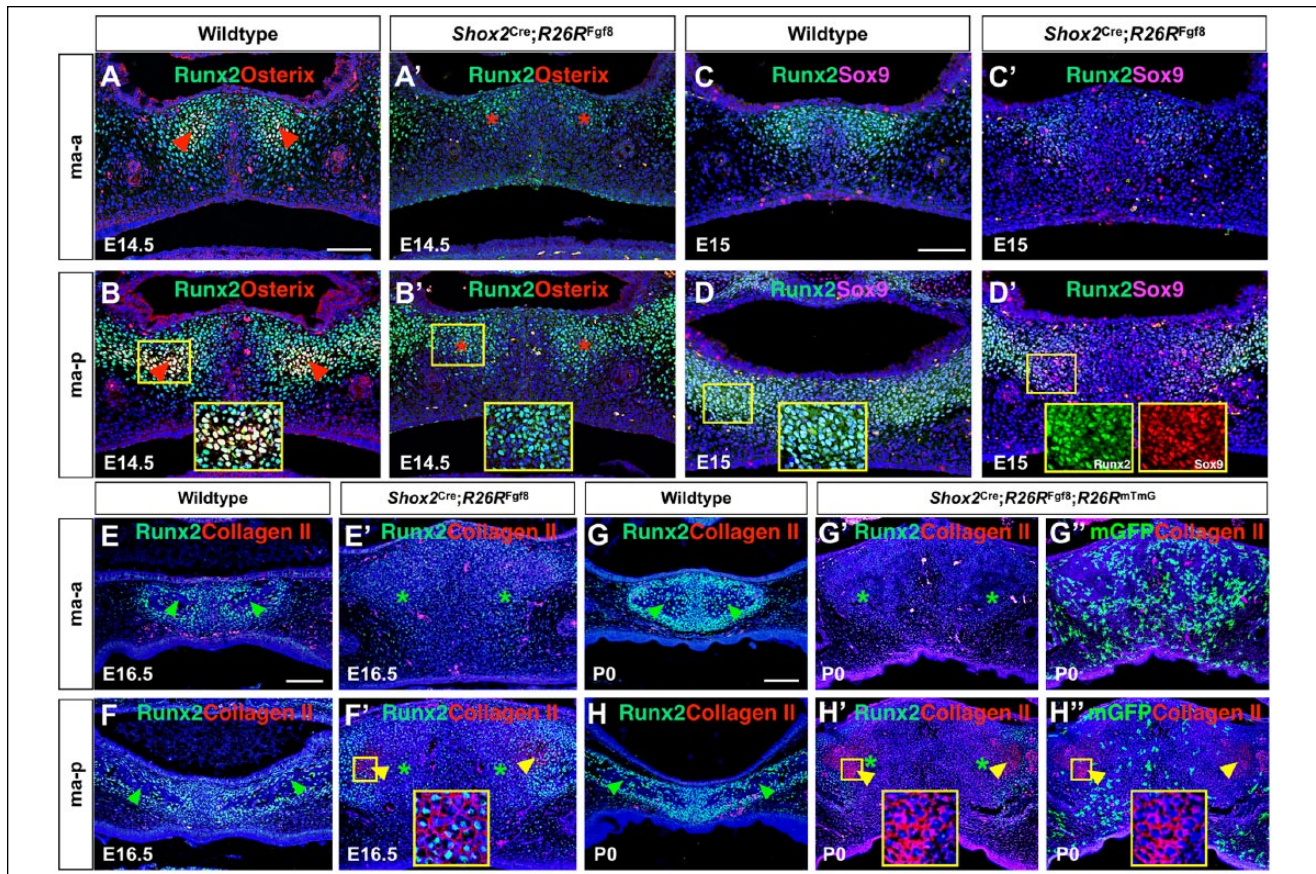 Wildtype
Shox2Cre;R26RFgf8
Wildtype
Shox2Cre;R26RFgf8
ma-a
A
Runx2Osterix
E14.5
A’
Runx2Osterix
E14.5
C
Runx2Sox9
E15
C’
Runx2Sox9
E15
ma-p
B
Runx2Osterix
E14.5
B’
Runx2Osterix
E14.5
D
Runx2Sox9
E15
D’
Runx2Sox9
Runx2
Sox9
E15
Wildtype
Shox2Cre;R26RFgf8
Wildtype
Shox2Cre;R26RFgf8;R26RmTmG
ma-a
E
Runx2Collagen II
E16.5
E’
Runx2Collagen II
E16.5
G
Runx2Collagen II
P0
G’
Runx2Collagen II
P0
G’’
mGFPCollagen II
P0
ma-p
F
Runx2Collagen II
E16.5
F’
Runx2Collagen II
E16.5
H
Runx2Collagen II
P0
H’
Runx2Collagen II
P0
H’’
mGFPCollagen II
P0